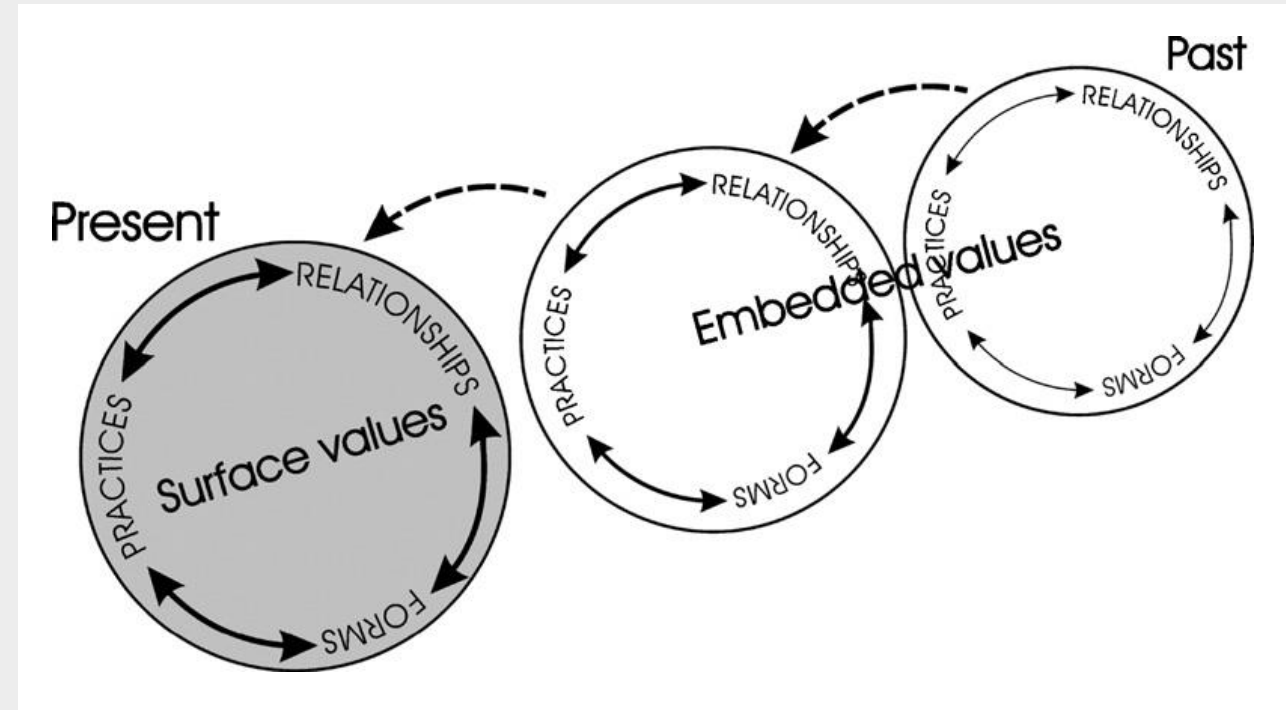 Present
RELATIONSHIPS
PRACTICES
FORMS
Surface values
RELATIONSHIPS
PRACTICES
FORMS
Embedded values
Past
RELATIONSHIPS
PRACTICES
FORMS